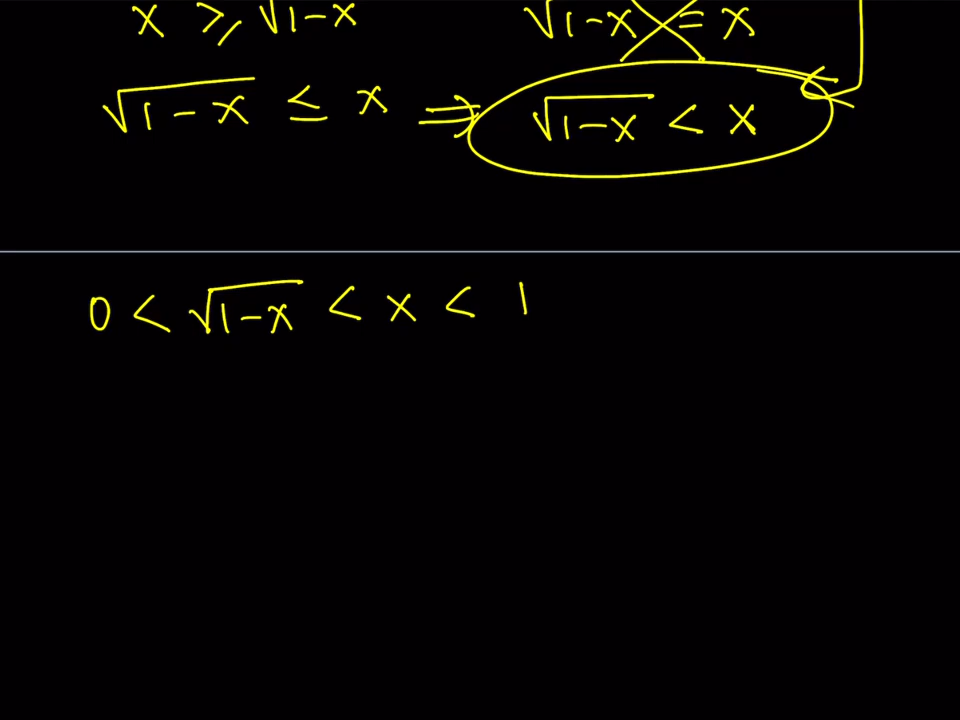 x ≥ √1-x √1-x = x
√1-x ≤ x ⇒ √1-x < x
0 < √1-x < x < 1